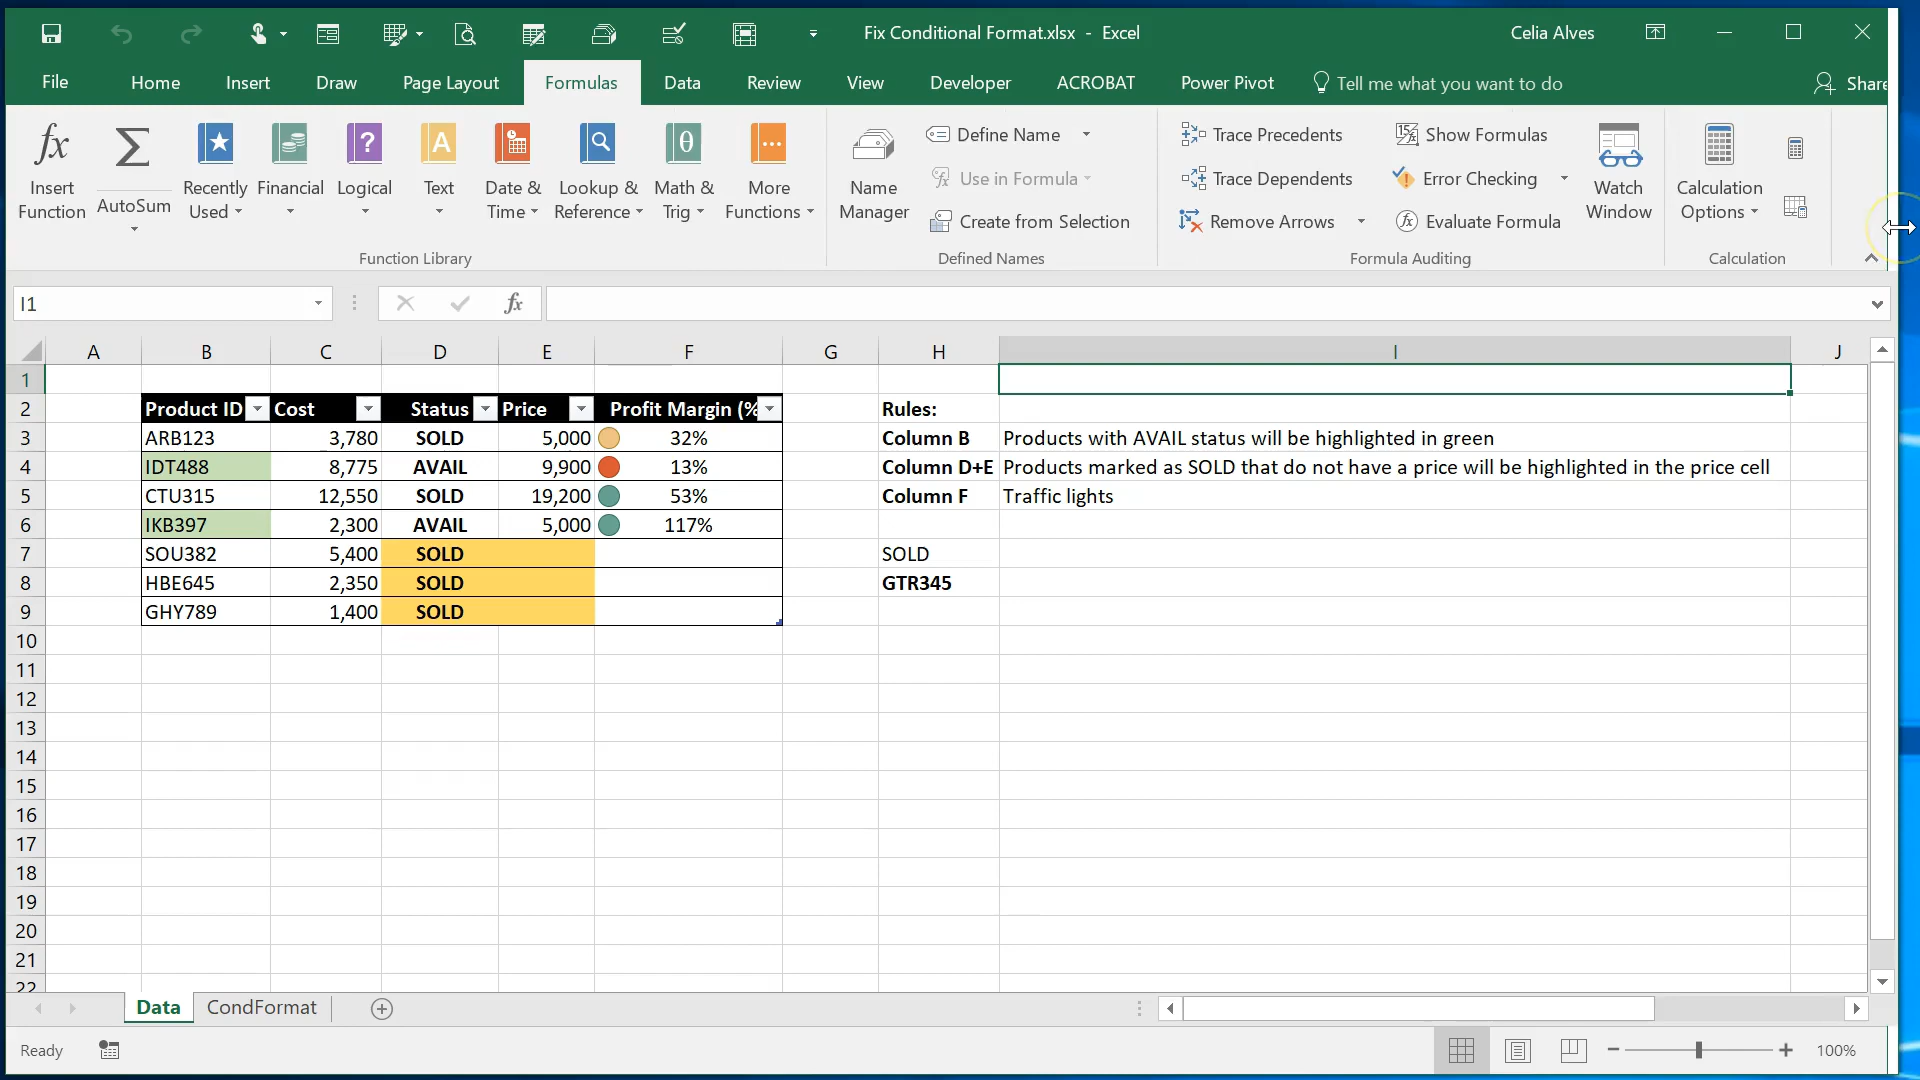 Fix Conditional Format.xlsx - Excel
Celia Alves
File Home Insert Draw Page Layout Formulas Data Review View Developer ACROBAT Power Pivot Tell me what you want to do Share
fx Insert Function
Σ AutoSum
Recently Used
Financial
? Logical
A Text
Date & Time
Lookup & Reference
θ Math & Trig
More Functions
Function Library
Name Manager
Define Name
Use in Formula
Create from Selection
Defined Names
Trace Precedents
Trace Dependents
Remove Arrows
Show Formulas
Error Checking
Evaluate Formula
Formula Auditing
Watch Window
Calculation Options
Calculation
I1 fx
A B C D E F G H I J
1
2 Product ID Cost Status Price Profit Margin (% Rules:
3 ARB123 3,780 SOLD 5,000 32% Column B Products with AVAIL status will be highlighted in green
4 IDT488 8,775 AVAIL 9,900 13% Column D+E Products marked as SOLD that do not have a price will be highlighted in the price cell
5 CTU315 12,550 SOLD 19,200 53% Column F Traffic lights
6 IKB397 2,300 AVAIL 5,000 117%
7 SOU382 5,400 SOLD SOLD
8 HBE645 2,350 SOLD GTR345
9 GHY789 1,400 SOLD
10
11
12
13
14
15
16
17
18
19
20
21
22
Data CondFormat
Ready 100%